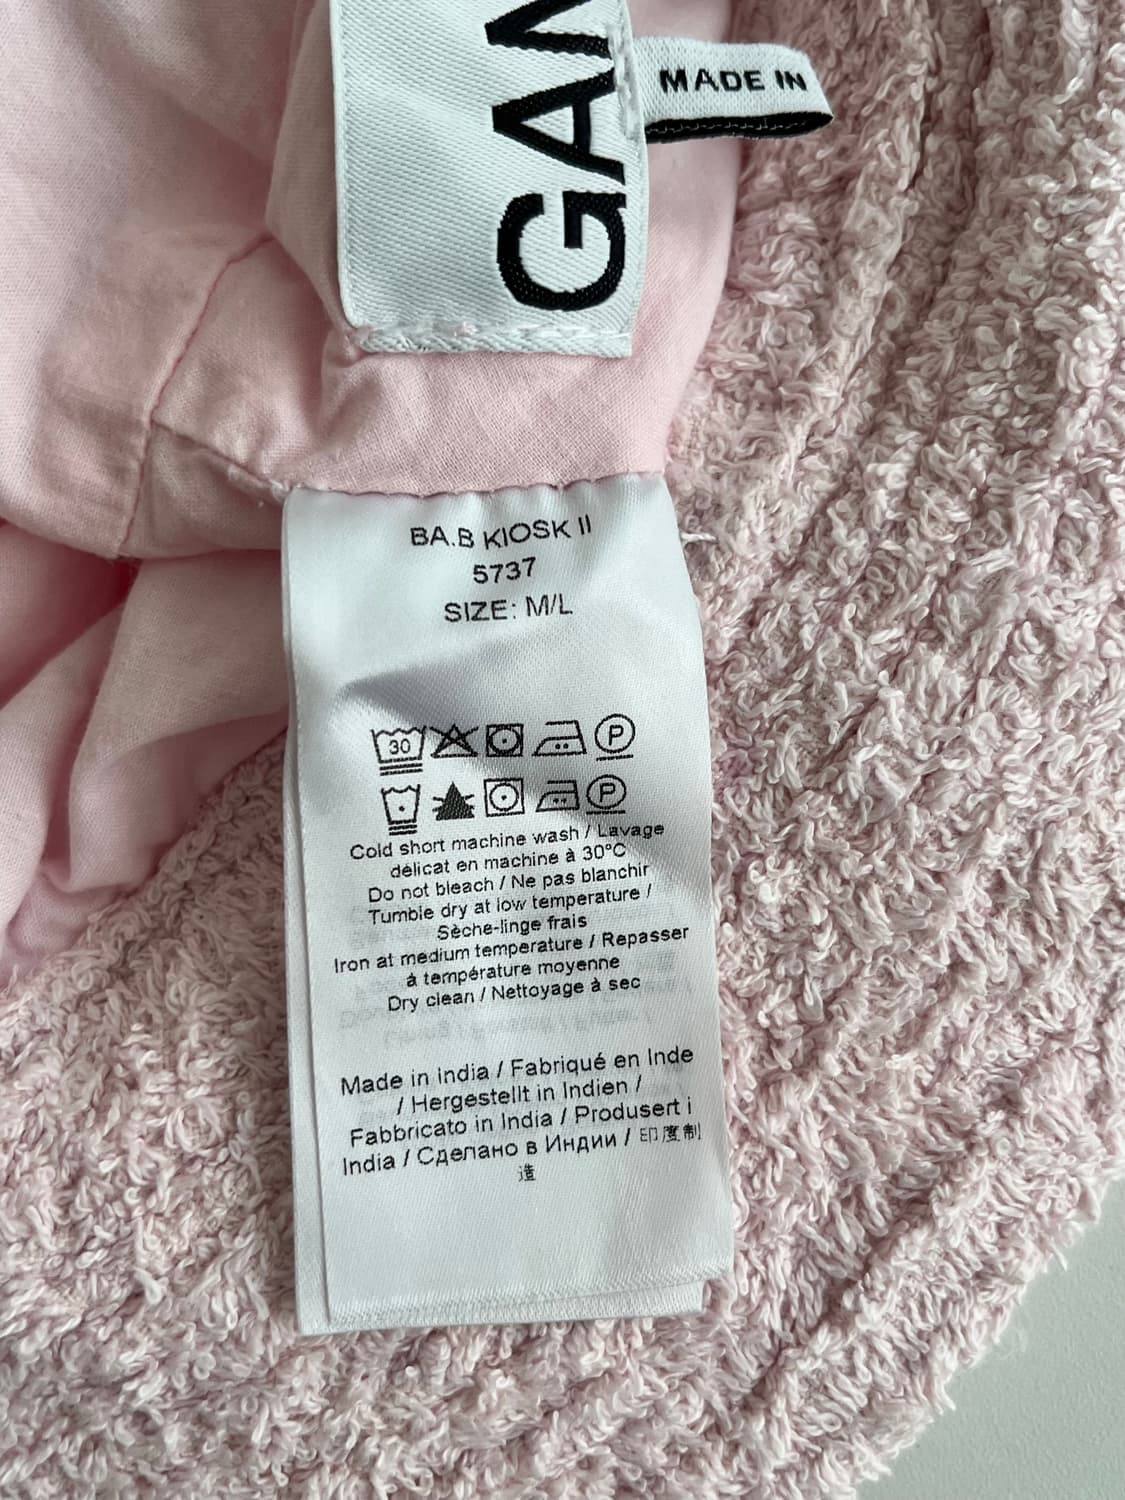 GAN
MADE IN
BA.B KIOSK II
5737
SIZE: M/L
30
P
P
Cold short machine wash / Lavage
délicat en machine à 30°C
Do not bleach / Ne pas blanchir
Tumble dry at low temperature /
Sèche-linge frais
Iron at medium temperature / Repasser
à température moyenne
Dry clean / Nettoyage à sec
Made in India / Fabriqué en Inde
/ Hergestellt in Indien /
Fabbricato in India / Produsert i
India / Сделано в Индии / 印度制
造